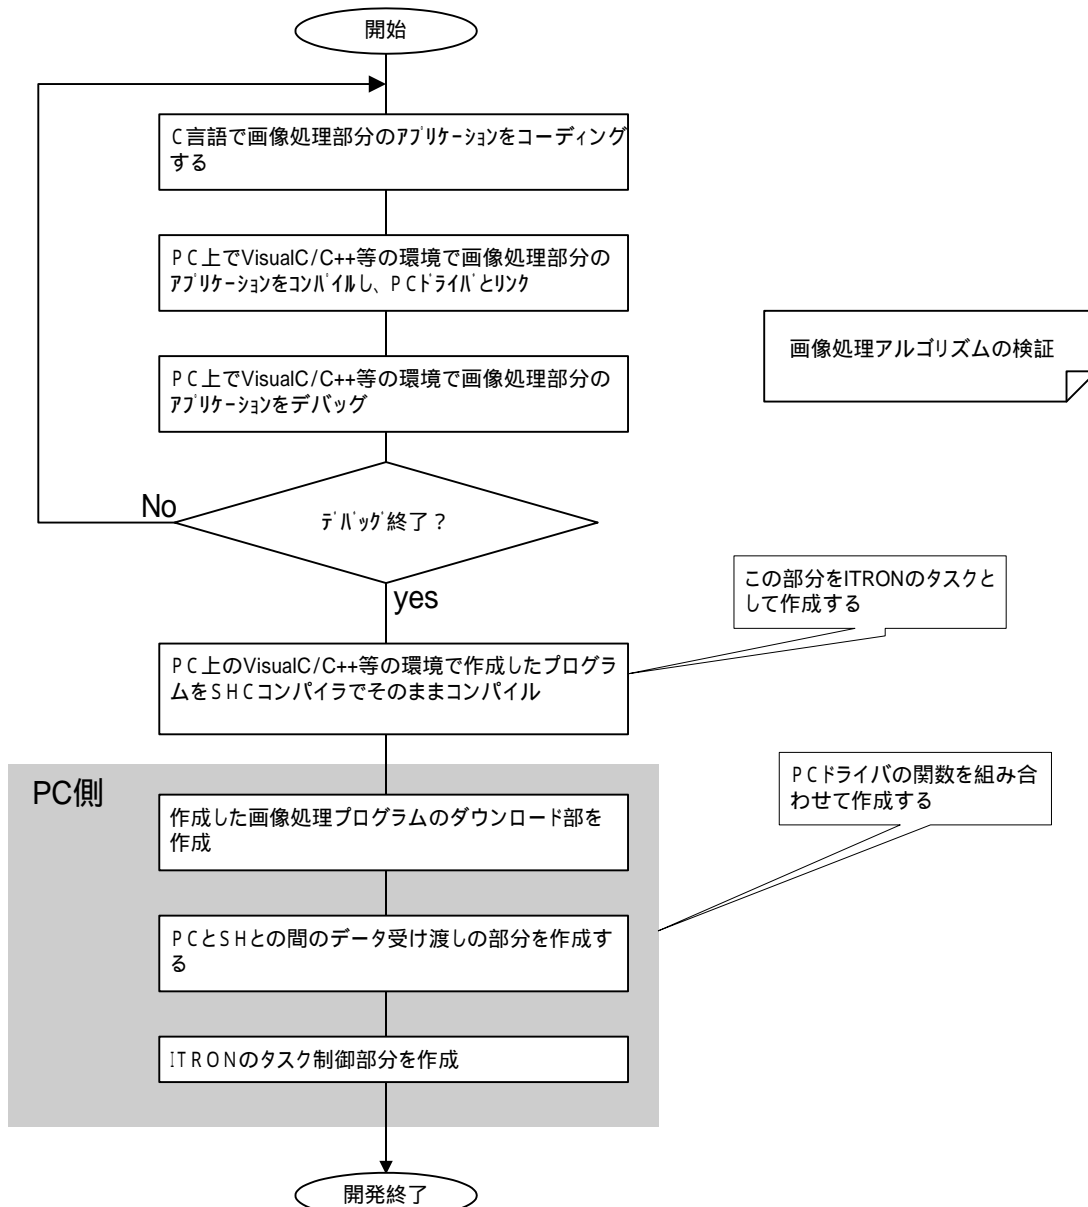 開始
C言語で画像処理部分のｱﾌﾟﾘｹｰｼｮﾝをコーディング
する
PC上でVisualC/C++等の環境で画像処理部分の
ｱﾌﾟﾘｹｰｼｮﾝをｺﾝﾊﾟｲﾙし、PCﾄﾞﾗｲﾊﾞとﾘﾝｸ
画像処理アルゴリズムの検証
PC上でVisualC/C++等の環境で画像処理部分の
ｱﾌﾟﾘｹｰｼｮﾝをデバッグ
No
ﾃﾞﾊﾞｯｸﾞ終了？
yes
この部分をITRONのタスクと
して作成する
PC上のVisualC/C++等の環境で作成したプログラ
ムをSHCコンパイラでそのままコンパイル
PC側
PCドライバの関数を組み合
わせて作成する
作成した画像処理プログラムのダウンロード部を
作成
PCとSHとの間のデータ受け渡しの部分を作成す
る
ITRONのタスク制御部分を作成
開発終了